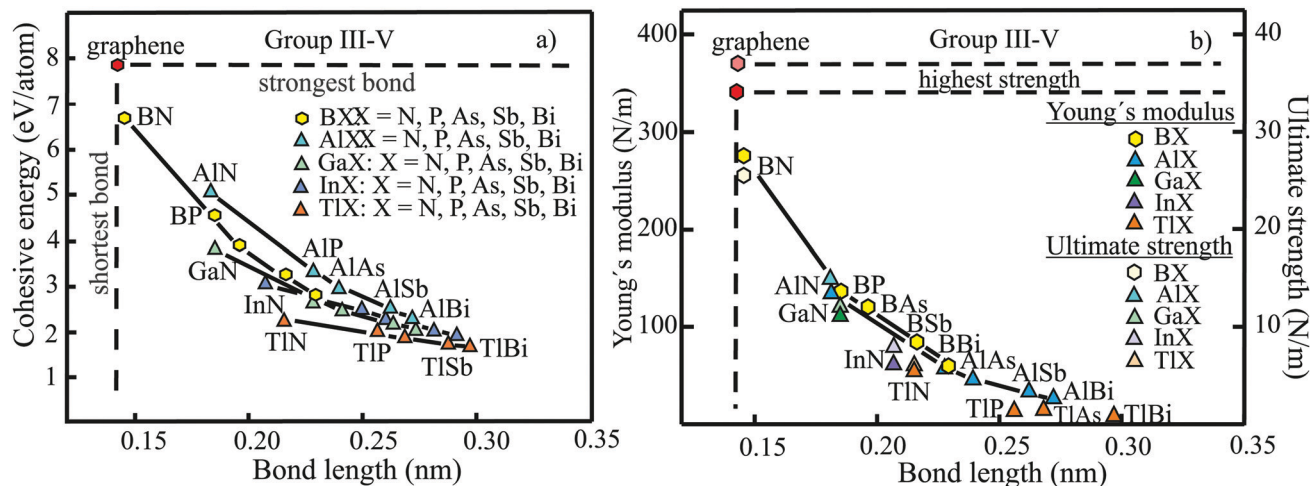 graphene
Group III-V
a)
strongest bond
shortest bond
BXX = N, P, As, Sb, Bi
AlXX = N, P, As, Sb, Bi
GaX: X = N, P, As, Sb, Bi
InX: X = N, P, As, Sb, Bi
TlX: X = N, P, As, Sb, Bi
BN
AlN
BP
GaN
AlP
AlAs
AlSb
AlBi
InN
TlN
TlP
TlSb
TlBi
8
7
6
5
4
3
2
1
Cohesive energy (eV/atom)
0.15
0.20
0.25
0.30
0.35
Bond length (nm)
graphene
Group III-V
b)
highest strength
Young´s modulus
BX
AlX
GaX
InX
TlX
Ultimate strength
BX
AlX
GaX
InX
TlX
BN
AlN
BP
GaN
BAs
BSb
BBi
InN
AlAs
TlN
AlSb
AlBi
TlP
TlAs
TlBi
400
300
200
100
Young´s modulus (N/m)
40
30
20
10
Ultimate strength (N/m)
0.15
0.20
0.25
0.30
0.35
Bond length (nm)